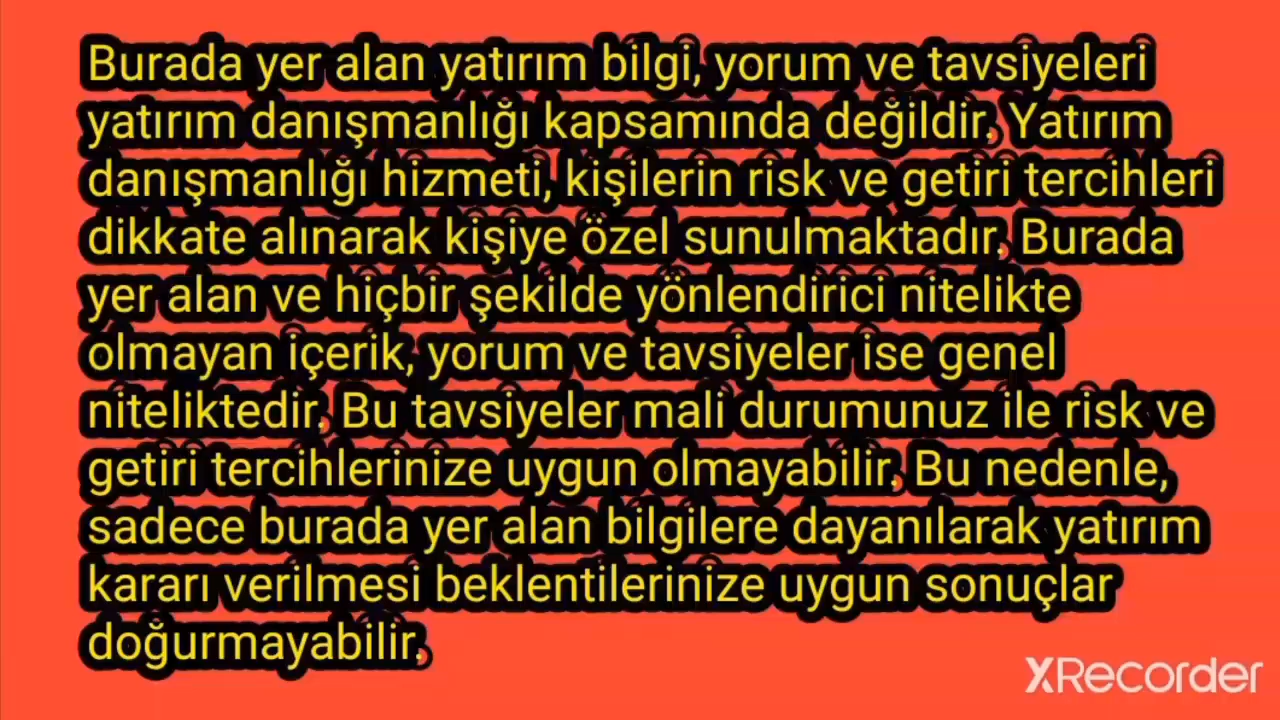 Burada yer alan yatırım bilgi, yorum ve tavsiyeleri
yatırım danışmanlığı kapsamında değildir. Yatırım
danışmanlığı hizmeti, kişilerin risk ve getiri tercihleri
dikkate alınarak kişiye özel sunulmaktadır. Burada
yer alan ve hiçbir şekilde yönlendirici nitelikte
olmayan içerik, yorum ve tavsiyeler ise genel
niteliktedir. Bu tavsiyeler mali durumunuz ile risk ve
getiri tercihlerinize uygun olmayabilir. Bu nedenle,
sadece burada yer alan bilgilere dayanılarak yatırım
kararı verilmesi beklentilerinize uygun sonuçlar
doğurmayabilir.
XRecorder